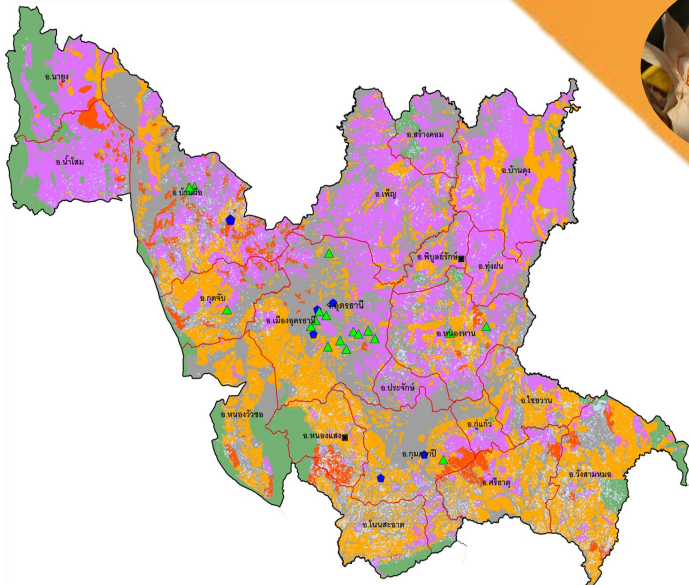 อ.นายูง
อ.น้ำโสม
อ.สร้างคอม
อ.บ้านดุง
อ.บ้านผือ
อ.เพ็ญ
อ.พิบูลย์รักษ์
อ.ทุ่งฝน
อ.กุดจับ
อ.เมืองอุดรธานี
อ.หนองหาน
อ.ประจักษ์
อ.ไชยวาน
อ.หนองวัวซอ
อ.กู่แก้ว
อ.หนองแสง
อ.วังสามหมอ
อ.ศรีธาตุ
อ.โนนสะอาด